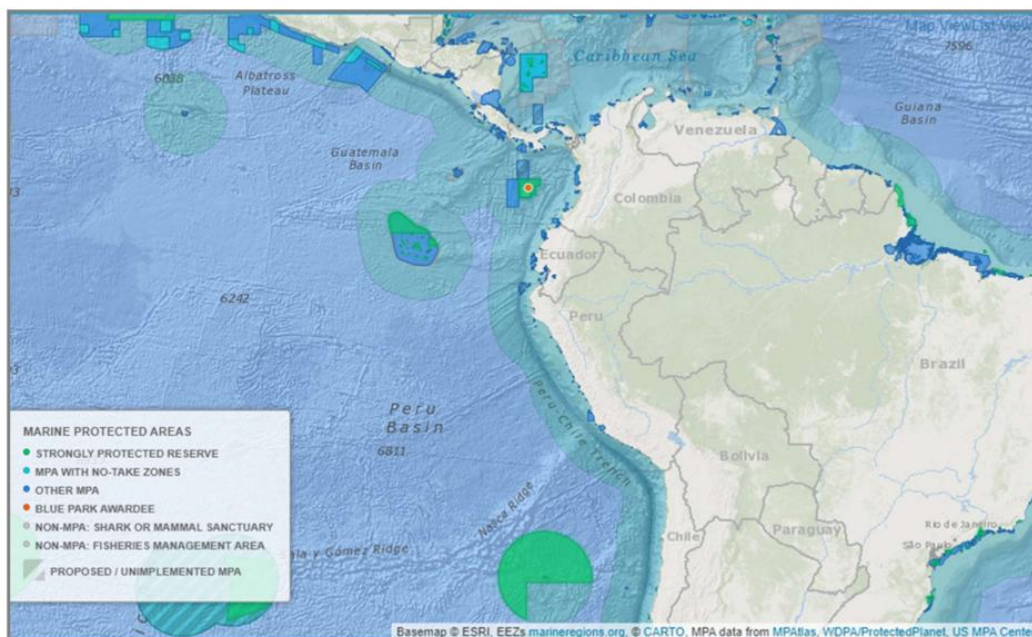 Map View List View
7596
Caribbean Sea
6038
Albatross
Plateau
Guiana
Basin
Venezuela
Guatemala
Basin
Colombia
Ecuador
6242
Peru
Brazil
Peru
Basin
6811
Peru-Chile Trench
Bolivia
Nasca Ridge
Paraguay
Rio de Janeiro
São Paulo
Chile
ala y Gómez Ridge
MARINE PROTECTED AREAS
STRONGLY PROTECTED RESERVE
MPA WITH NO-TAKE ZONES
OTHER MPA
BLUE PARK AWARDEE
NON-MPA: SHARK OR MAMMAL SANCTUARY
NON-MPA: FISHERIES MANAGEMENT AREA
PROPOSED / UNIMPLEMENTED MPA
Basemap © ESRI, EEZs marineregions.org, © CARTO, MPA data from MPAtlas, WDPA/ProtectedPlanet, US MPA Center